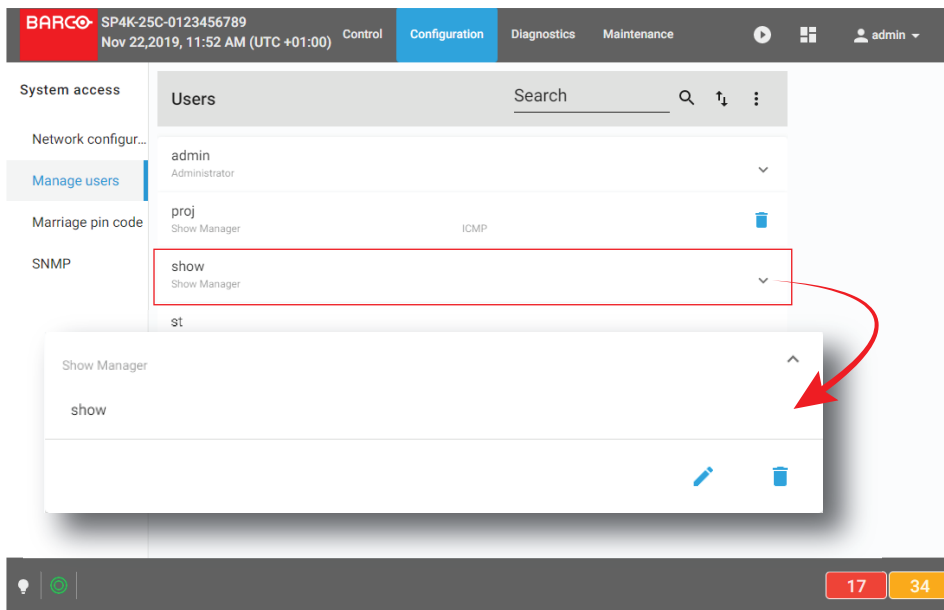 BARCO
SP4K-25C-0123456789
Nov 22,2019, 11:52 AM (UTC +01:00)
Control
Configuration
Diagnostics
Maintenance
admin
System access
Network configur...
Manage users
Marriage pin code
SNMP
Users
Search
admin
Administrator
proj
Show Manager
ICMP
show
Show Manager
st
Show Manager
show
17
34